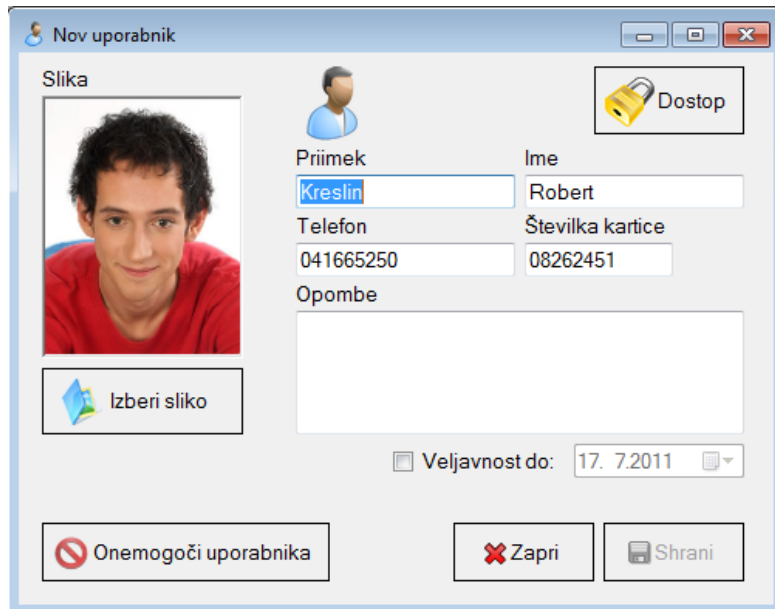 Nov uporabnik
Slika
Dostop
Priimek Ime
Kreslin Robert
Telefon Številka kartice
041665250 08262451
Opombe
Izberi sliko
Veljavnost do: 17. 7.2011
Onemogoči uporabnika Zapri Shrani